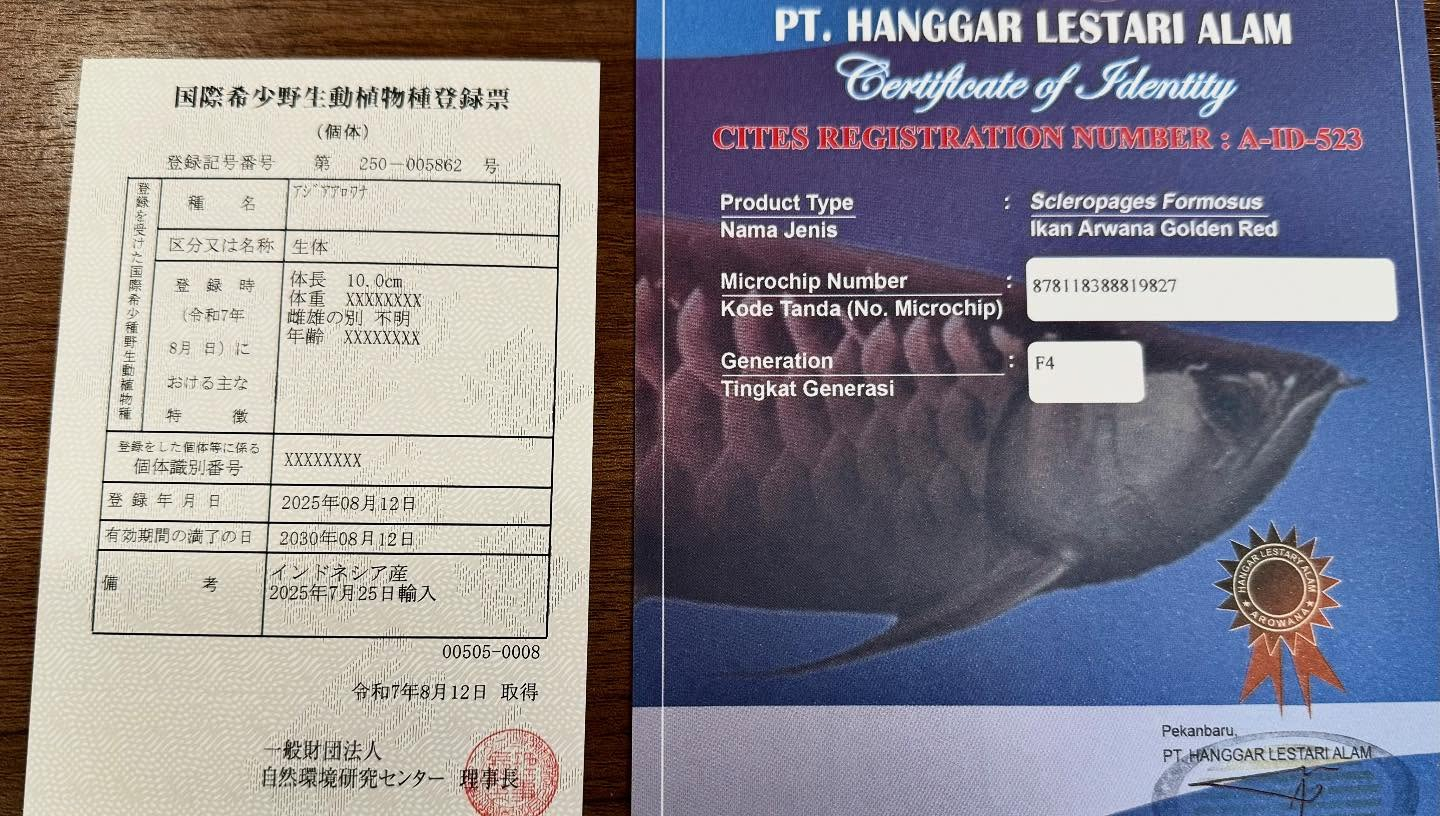 国際希少野生動植物種登録票
（個体）
登録記号番号 第 250-005862 号
登録を受けた国際希少野生動植物種
種 名 ｱｼﾞｱｱﾛﾜﾅ
区分又は名称 生体
登 録 時
（令和7年
8月 日）に
おける主な
特 徴
体長 10.0cm
体重 XXXXXXXX
雌雄の別 不明
年齢 XXXXXXXX
登録をした個体等に係る
個体識別番号 XXXXXXXX
登 録 年 月 日 2025年08月12日
有効期間の満了の日 2030年08月12日
備 考
インドネシア産
2025年7月25日輸入
00505-0008
令和7年8月12日 取得
一般財団法人
自然環境研究センター 理事長
PT. HANGGAR LESTARI ALAM
Certificate of Identity
CITES REGISTRATION NUMBER : A-ID-523
Product Type : Scleropages Formosus
Nama Jenis Ikan Arwana Golden Red
Microchip Number : 878118388819827
Kode Tanda (No. Microchip)
Generation : F4
Tingkat Generasi
HANGGAR LESTARY ALAM
AROWANA
Pekanbaru,
PT. HANGGAR LESTARI ALAM